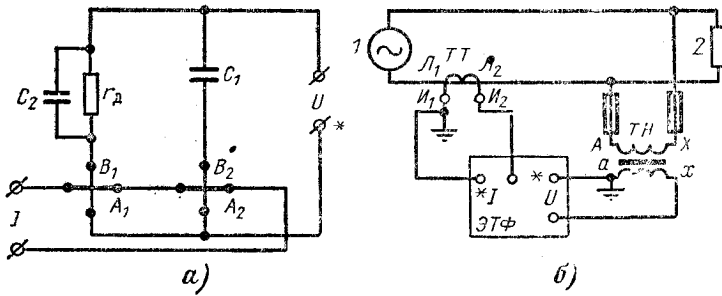 C₂
r_д
C₁
U
*
B₁
B₂
A₁
A₂
I
а)
1
Л₁ ТТ Л₂
И₁ И₂
2
ТН
А Х
а х
*I * U
ЭТФ
б)